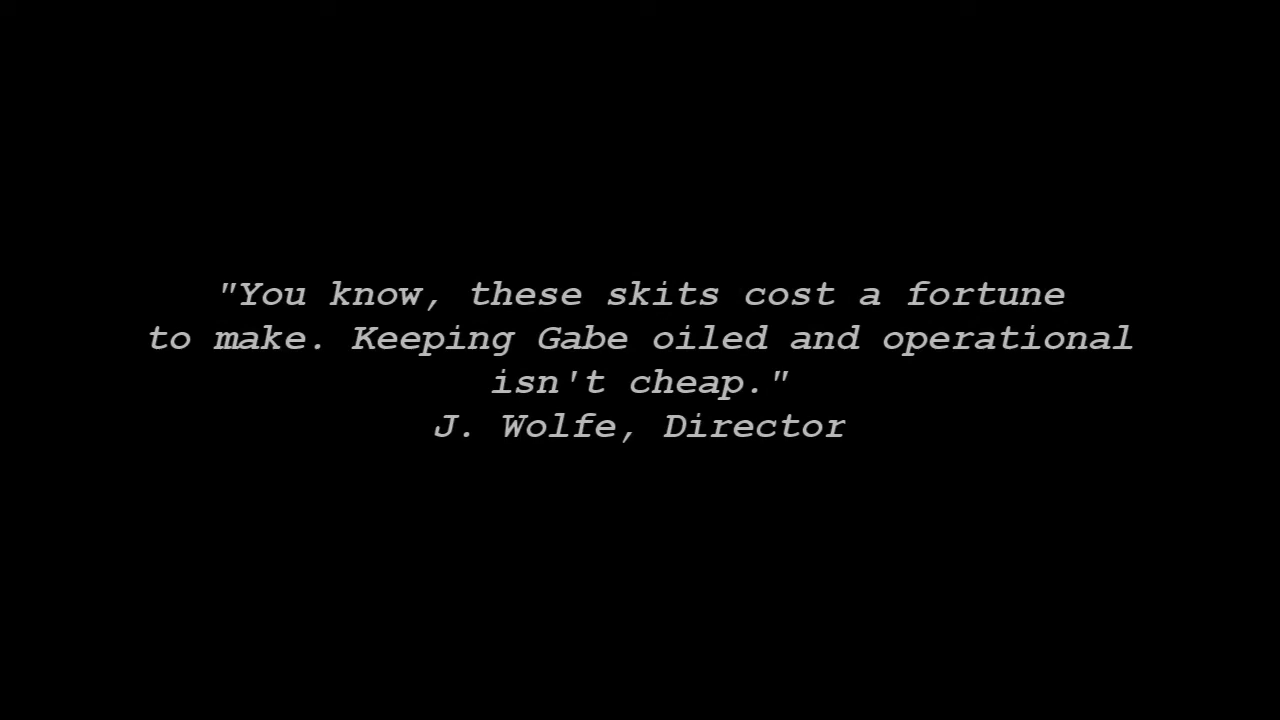 "You know, these skits cost a fortune
to make. Keeping Gabe oiled and operational
isn't cheap."
J. Wolfe, Director